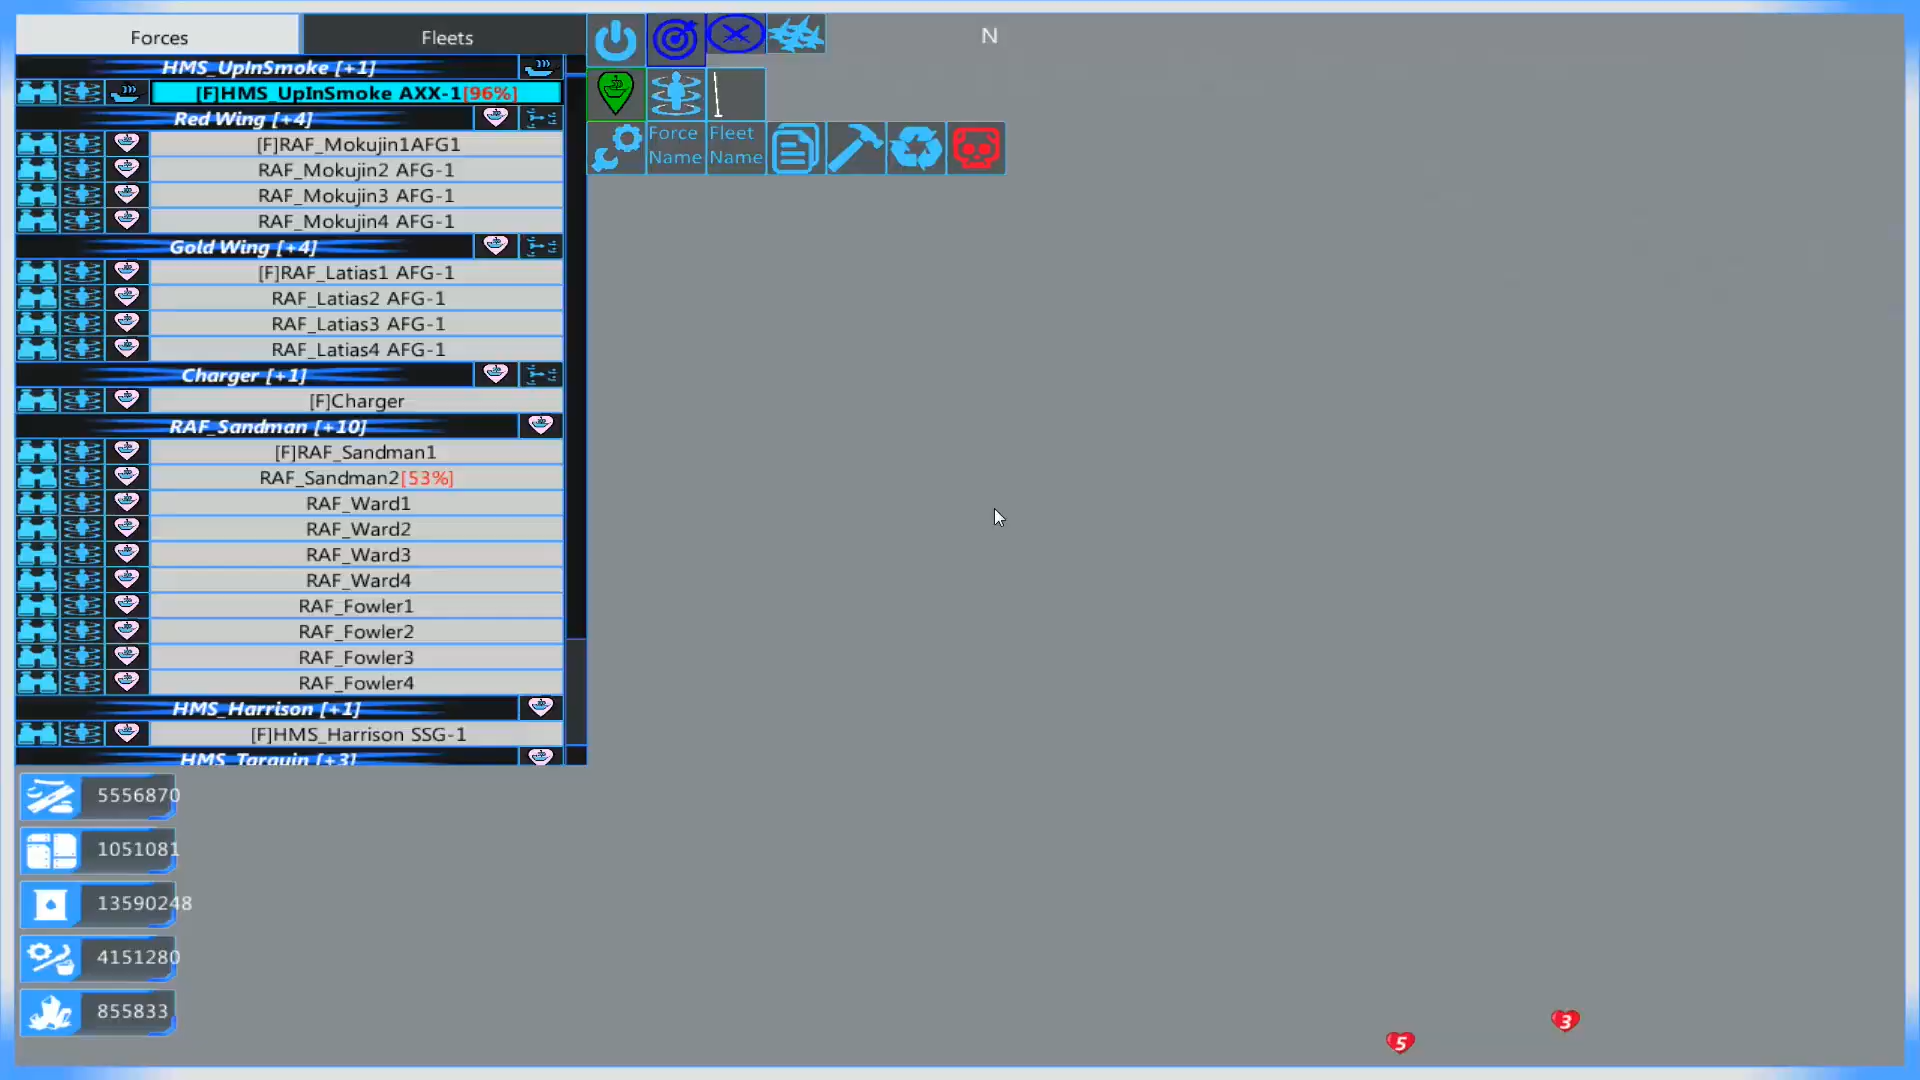 Forces
Fleets
N
HMS_UpInSmoke [+1]
[F]HMS_UpInSmoke AXX-1[96%]
Red Wing [+4]
[F]RAF_Mokujin1AFG1
RAF_Mokujin2 AFG-1
RAF_Mokujin3 AFG-1
RAF_Mokujin4 AFG-1
Gold Wing [+4]
[F]RAF_Latias1 AFG-1
RAF_Latias2 AFG-1
RAF_Latias3 AFG-1
RAF_Latias4 AFG-1
Charger [+1]
[F]Charger
RAF_Sandman [+10]
[F]RAF_Sandman1
RAF_Sandman2[53%]
RAF_Ward1
RAF_Ward2
RAF_Ward3
RAF_Ward4
RAF_Fowler1
RAF_Fowler2
RAF_Fowler3
RAF_Fowler4
HMS_Harrison [+1]
[F]HMS_Harrison SSG-1
HMS_Tarquin [+3]
Force Name
Fleet Name
5556870
1051081
13590248
4151280
855833
3
5